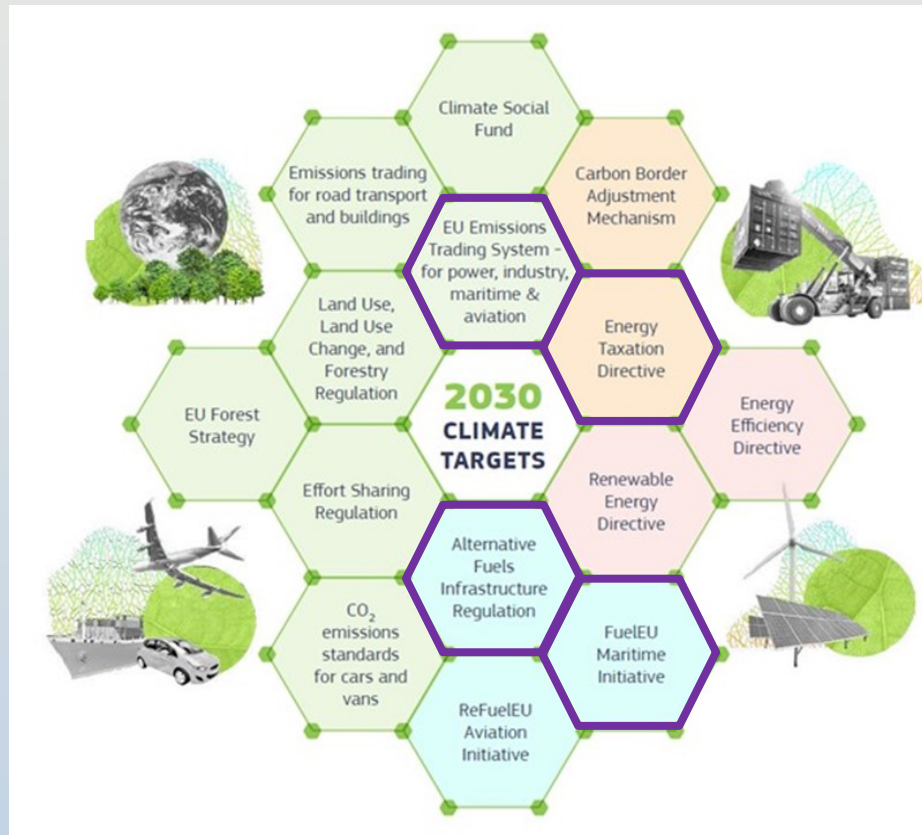 Climate Social
Fund
Emissions trading
for road transport
and buildings
Carbon Border
Adjustment
Mechanism
EU Emissions
Trading System –
for power, industry,
maritime &
aviation
Land Use,
Land Use
Change, and
Forestry
Regulation
Energy
Taxation
Directive
EU Forest
Strategy
2030
CLIMATE
TARGETS
Energy
Efficiency
Directive
Effort Sharing
Regulation
Renewable
Energy
Directive
Alternative
Fuels
Infrastructure
Regulation
CO₂
emissions
standards
for cars and
vans
FuelEU
Maritime
Initiative
ReFuelEU
Aviation
Initiative